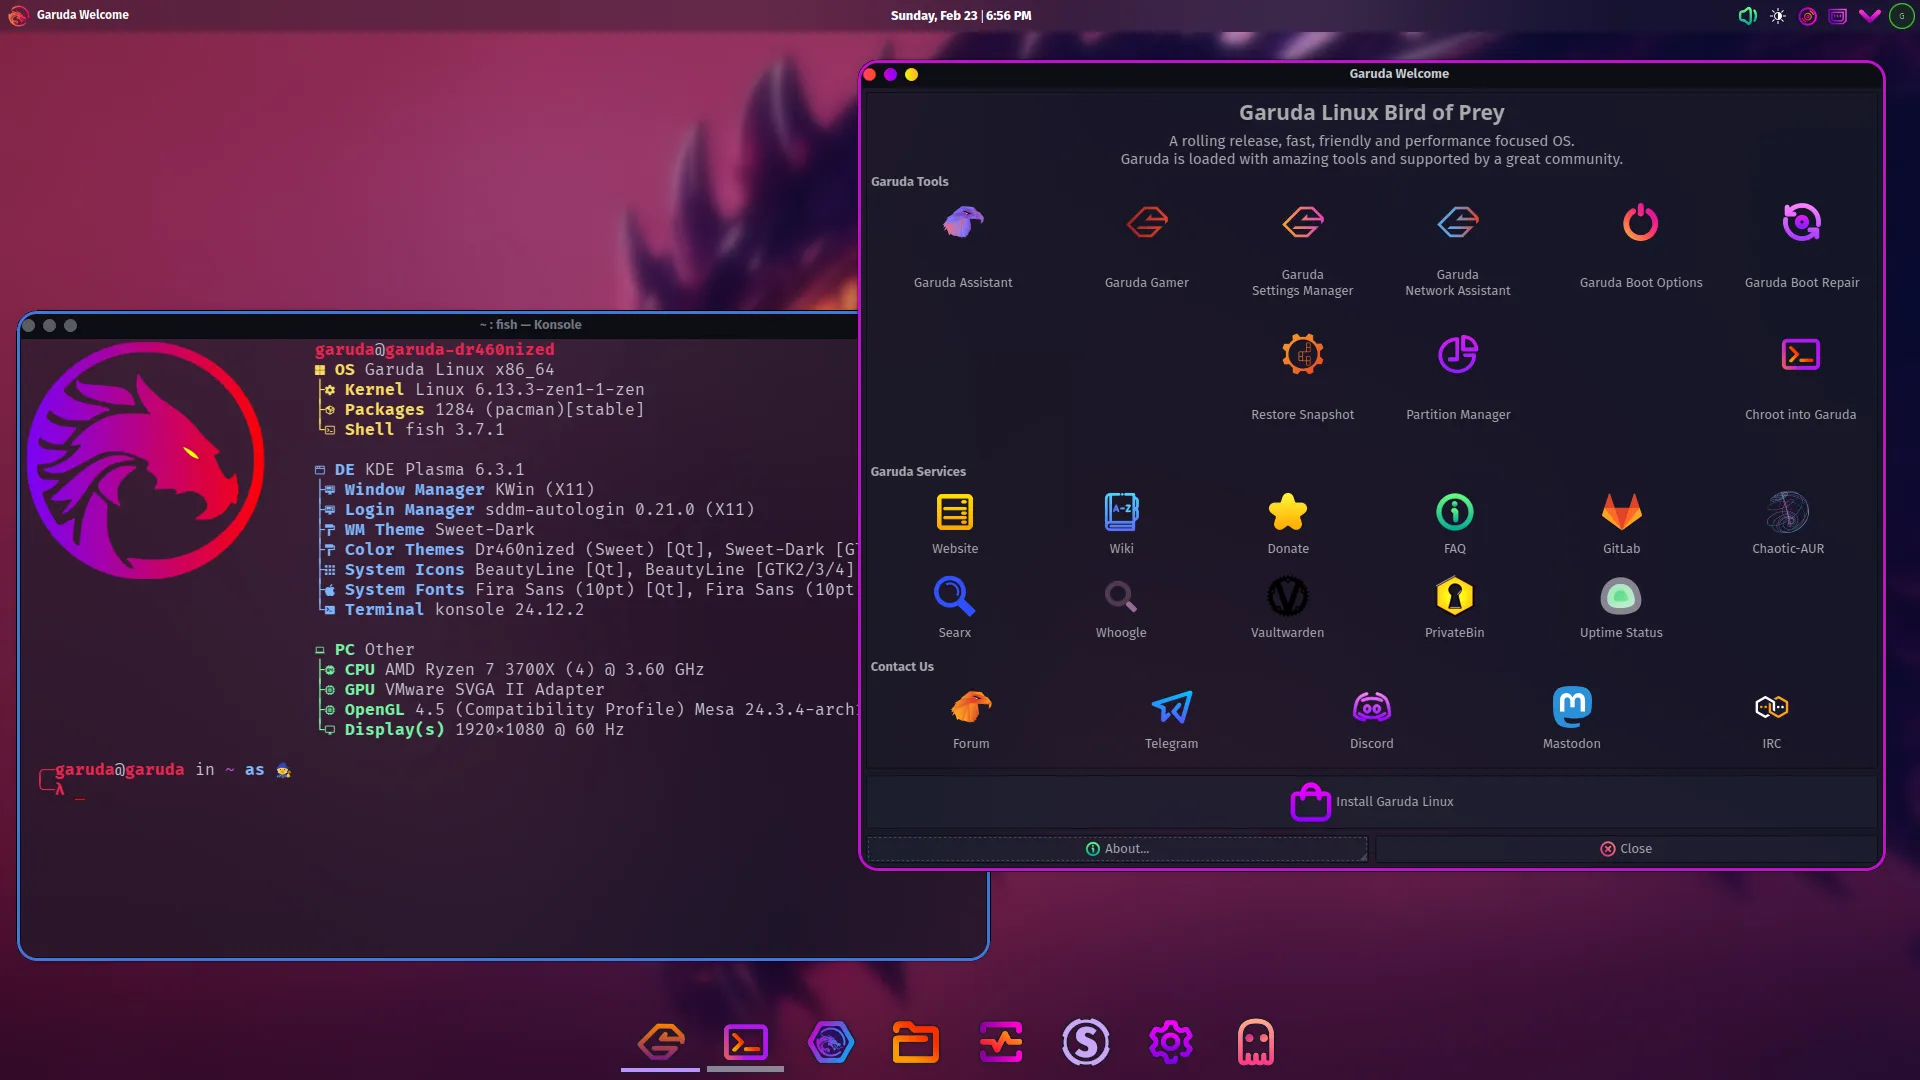 Garuda Welcome
Sunday, Feb 23 | 6:56 PM
Garuda Welcome
Garuda Linux Bird of Prey
A rolling release, fast, friendly and performance focused OS.
Garuda is loaded with amazing tools and supported by a great community.
Garuda Tools
Garuda Assistant
Garuda Gamer
Garuda
Settings Manager
Garuda
Network Assistant
Garuda Boot Options
Garuda Boot Repair
Restore Snapshot
Partition Manager
Chroot into Garuda
Garuda Services
Website
A-Z
Wiki
Donate
FAQ
GitLab
Chaotic-AUR
Searx
Whoogle
V
Vaultwarden
PrivateBin
Uptime Status
Contact Us
Forum
Telegram
Discord
m
Mastodon
IRC
Install Garuda Linux
About...
Close
~ : fish — Konsole
garuda@garuda-dr460nized
OS Garuda Linux x86_64
Kernel Linux 6.13.3-zen1-1-zen
Packages 1284 (pacman)[stable]
Shell fish 3.7.1
DE KDE Plasma 6.3.1
Window Manager KWin (X11)
Login Manager sddm-autologin 0.21.0 (X11)
WM Theme Sweet-Dark
Color Themes Dr460nized (Sweet) [Qt], Sweet-Dark [G
System Icons BeautyLine [Qt], BeautyLine [GTK2/3/4]
System Fonts Fira Sans (10pt) [Qt], Fira Sans (10pt
Terminal konsole 24.12.2
PC Other
CPU AMD Ryzen 7 3700X (4) @ 3.60 GHz
GPU VMware SVGA II Adapter
OpenGL 4.5 (Compatibility Profile) Mesa 24.3.4-arch
Display(s) 1920×1080 @ 60 Hz
garuda@garuda in ~ as 🧙
λ _
S